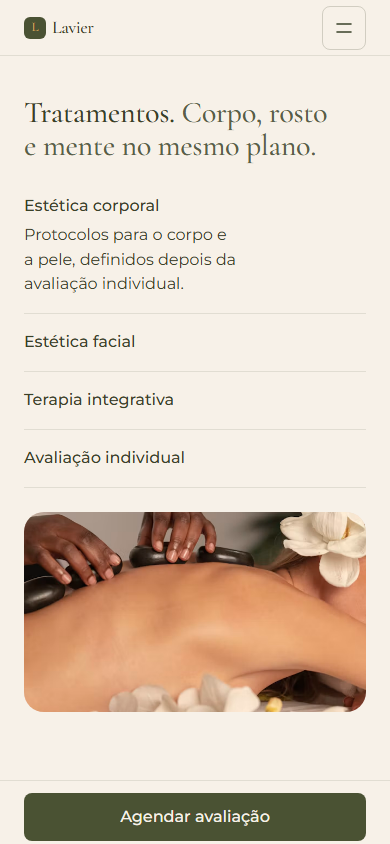 L Lavier
Tratamentos. Corpo, rosto
e mente no mesmo plano.
Estética corporal
Protocolos para o corpo e
a pele, definidos depois da
avaliação individual.
Estética facial
Terapia integrativa
Avaliação individual
Agendar avaliação